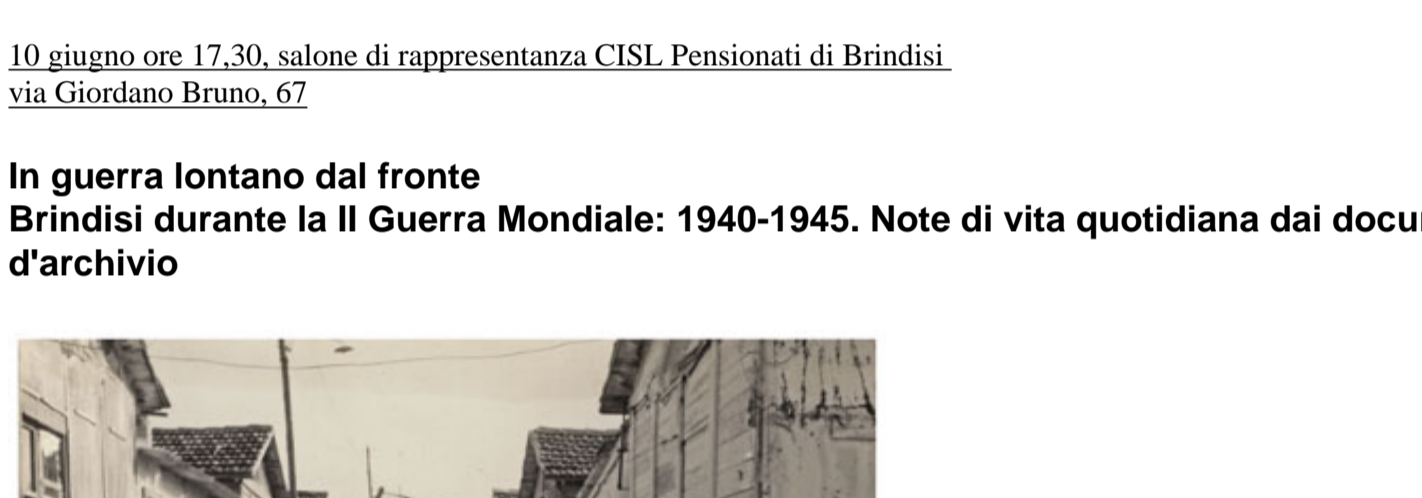 10 giugno ore 17,30, salone di rappresentanza CISL Pensionati di Brindisi
via Giordano Bruno, 67
In guerra lontano dal fronte
Brindisi durante la II Guerra Mondiale: 1940-1945. Note di vita quotidiana dai
d'archivio